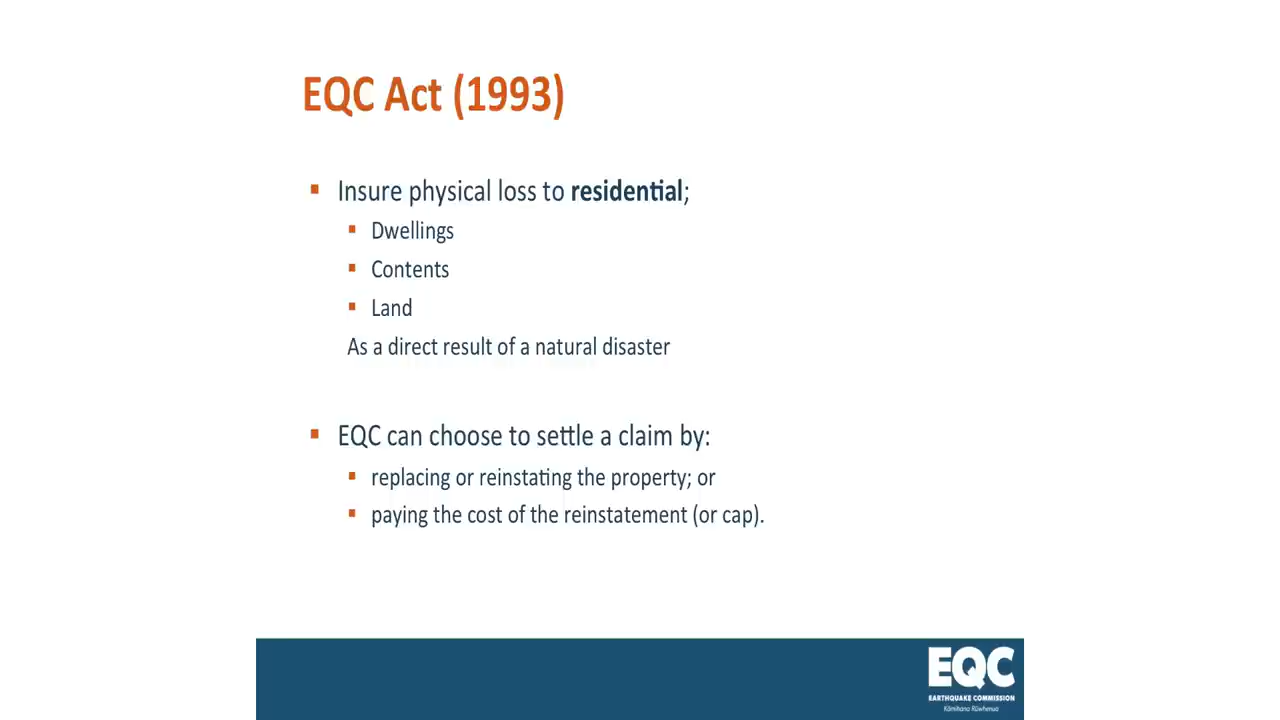 EQC Act (1993)
Insure physical loss to residential;
Dwellings
Contents
Land
As a direct result of a natural disaster
EQC can choose to settle a claim by:
replacing or reinstating the property; or
paying the cost of the reinstatement (or cap).
EQC
EARTHQUAKE COMMISSION
Kōmihana Rūwhenua